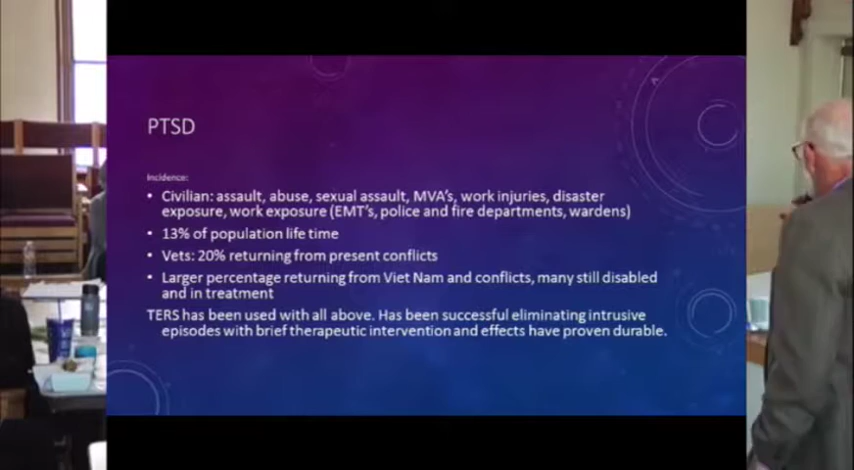 PTSD
Incidence:
• Civilian: assault, abuse, sexual assault, MVA's, work injuries, disaster
exposure, work exposure (EMT's, police and fire departments, wardens)
• 13% of population life time
• Vets: 20% returning from present conflicts
• Larger percentage returning from Viet Nam and conflicts, many still disabled
and in treatment
TERS has been used with all above. Has been successful eliminating intrusive
episodes with brief therapeutic intervention and effects have proven durable.